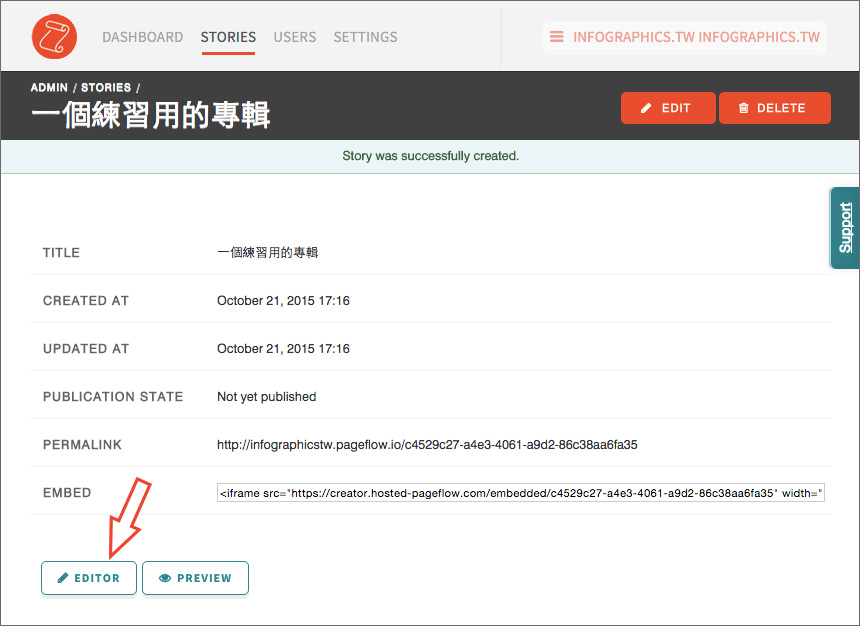 DASHBOARD STORIES USERS SETTINGS INFOGRAPHICS.TW INFOGRAPHICS.TW
ADMIN / STORIES /
一個練習用的專輯
EDIT DELETE
Story was successfully created.
Support
TITLE 一個練習用的專輯
CREATED AT October 21, 2015 17:16
UPDATED AT October 21, 2015 17:16
PUBLICATION STATE Not yet published
PERMALINK http://infographicstw.pageflow.io/c4529c27-a4e3-4061-a9d2-86c38aa6fa35
EMBED <iframe src="https://creator.hosted-pageflow.com/embedded/c4529c27-a4e3-4061-a9d2-86c38aa6fa35" width="
EDITOR PREVIEW